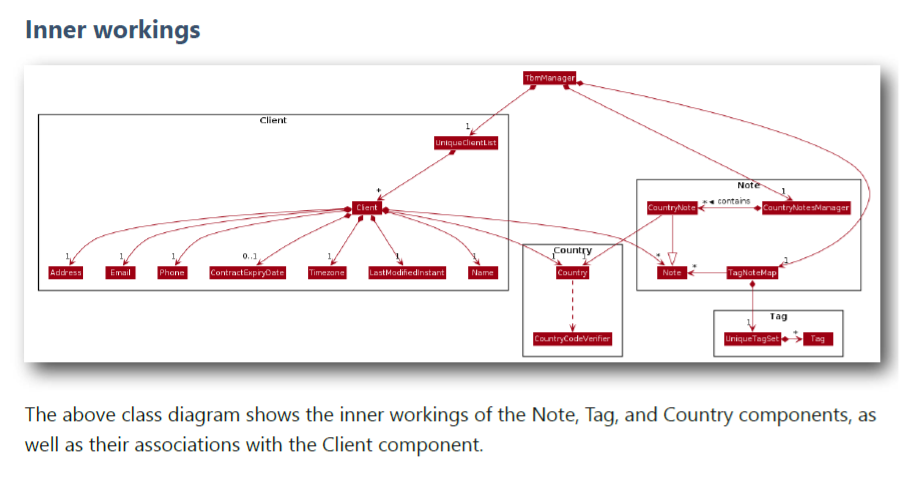 Inner workings
TbmManager
Client
1
UniqueClientList
*
Note
1
Client
CountryNote
* ◄ contains
CountryNotesManager
1
1
1
0..1
1
1
1
Country
1
1
*
*
1
Address
Email
Phone
ContractExpiryDate
Timezone
LastModifiedInstant
Name
Country
Note
TagNoteMap
Tag
1
*
CountryCodeVerifier
UniqueTagSet
Tag
The above class diagram shows the inner workings of the Note, Tag, and Country components, as
well as their associations with the Client component.